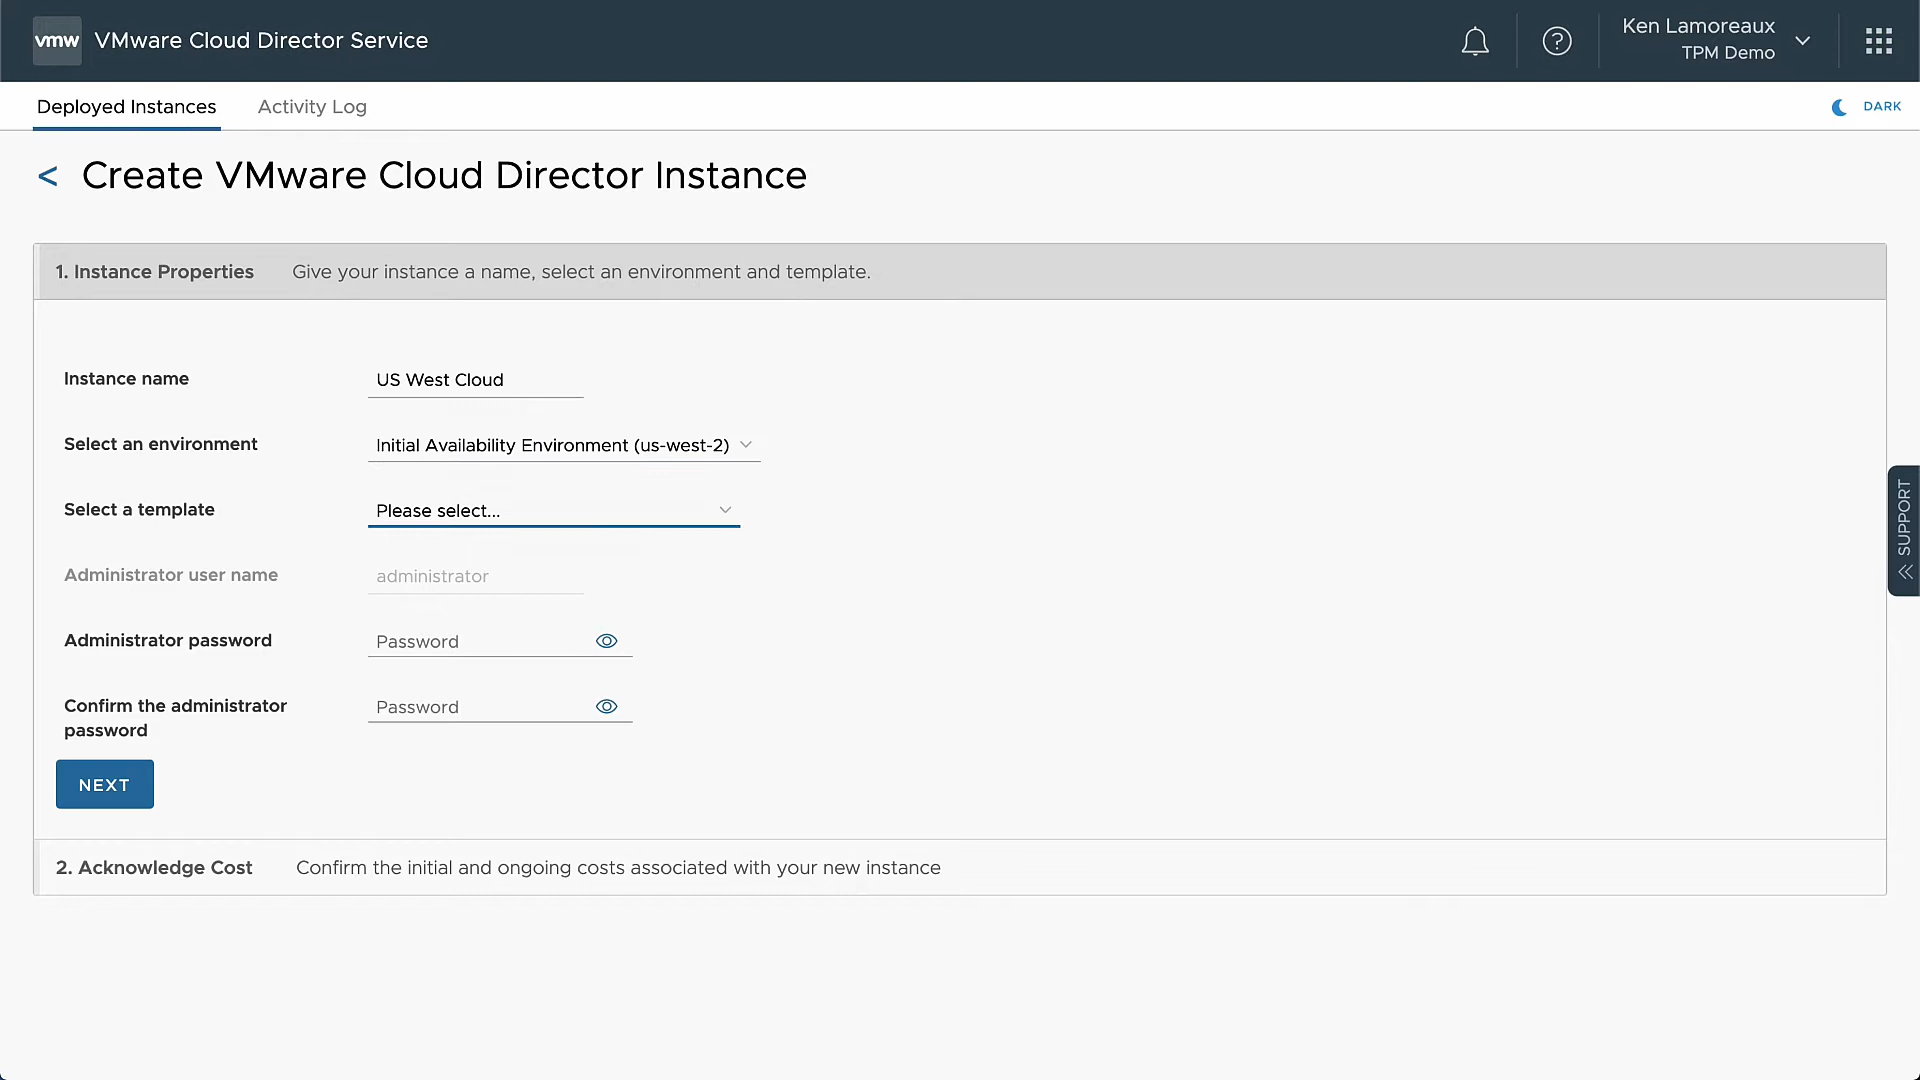 vmw VMware Cloud Director Service
Ken Lamoreaux
TPM Demo
Deployed Instances Activity Log
DARK
< Create VMware Cloud Director Instance
1. Instance Properties Give your instance a name, select an environment and template.
Instance name US West Cloud
Select an environment Initial Availability Environment (us-west-2)
Select a template Please select...
Administrator user name administrator
Administrator password Password
Confirm the administrator Password
password
NEXT
2. Acknowledge Cost Confirm the initial and ongoing costs associated with your new instance
SUPPORT